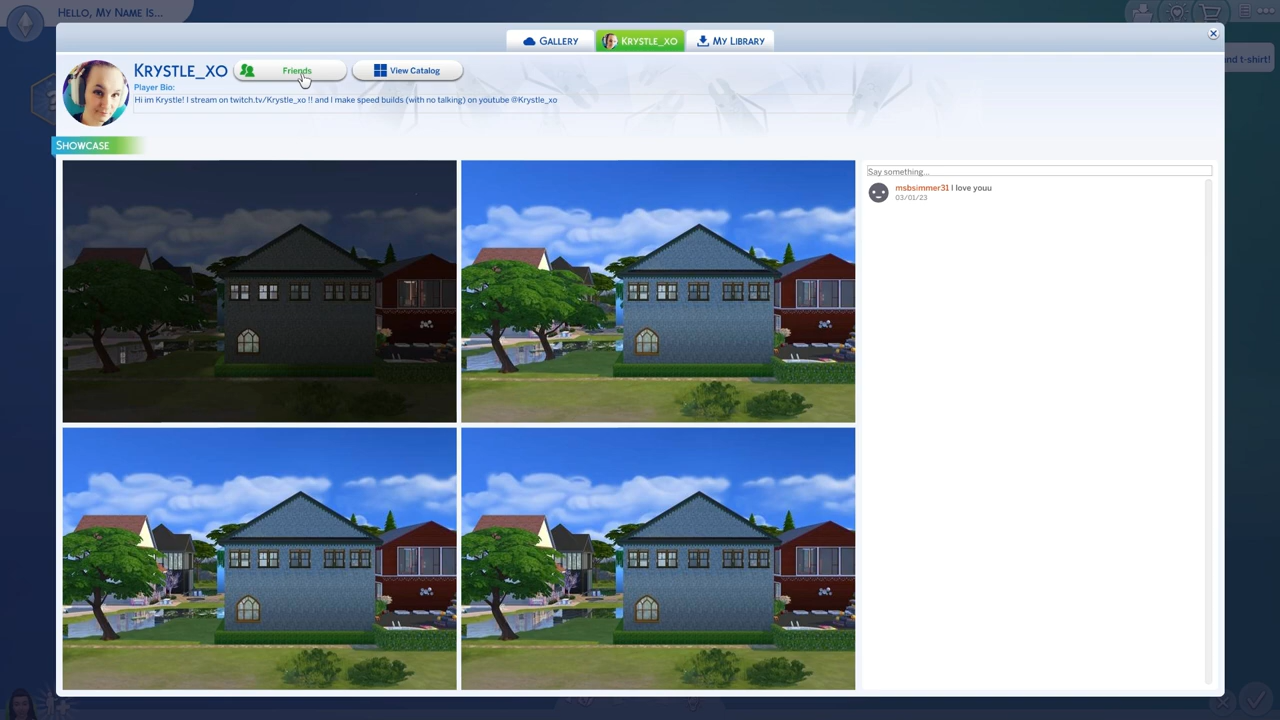 HELLO, MY NAME IS...
GALLERY
KRYSTLE_XO
MY LIBRARY
nd t-shirt!
KRYSTLE_XO
Friends
View Catalog
Player Bio:
Hi im Krystle! I stream on twitch.tv/Krystle_xo !! and I make speed builds (with no talking) on youtube @Krystle_xo
SHOWCASE
Say something...
msbsimmer31 I love youu
03/01/23